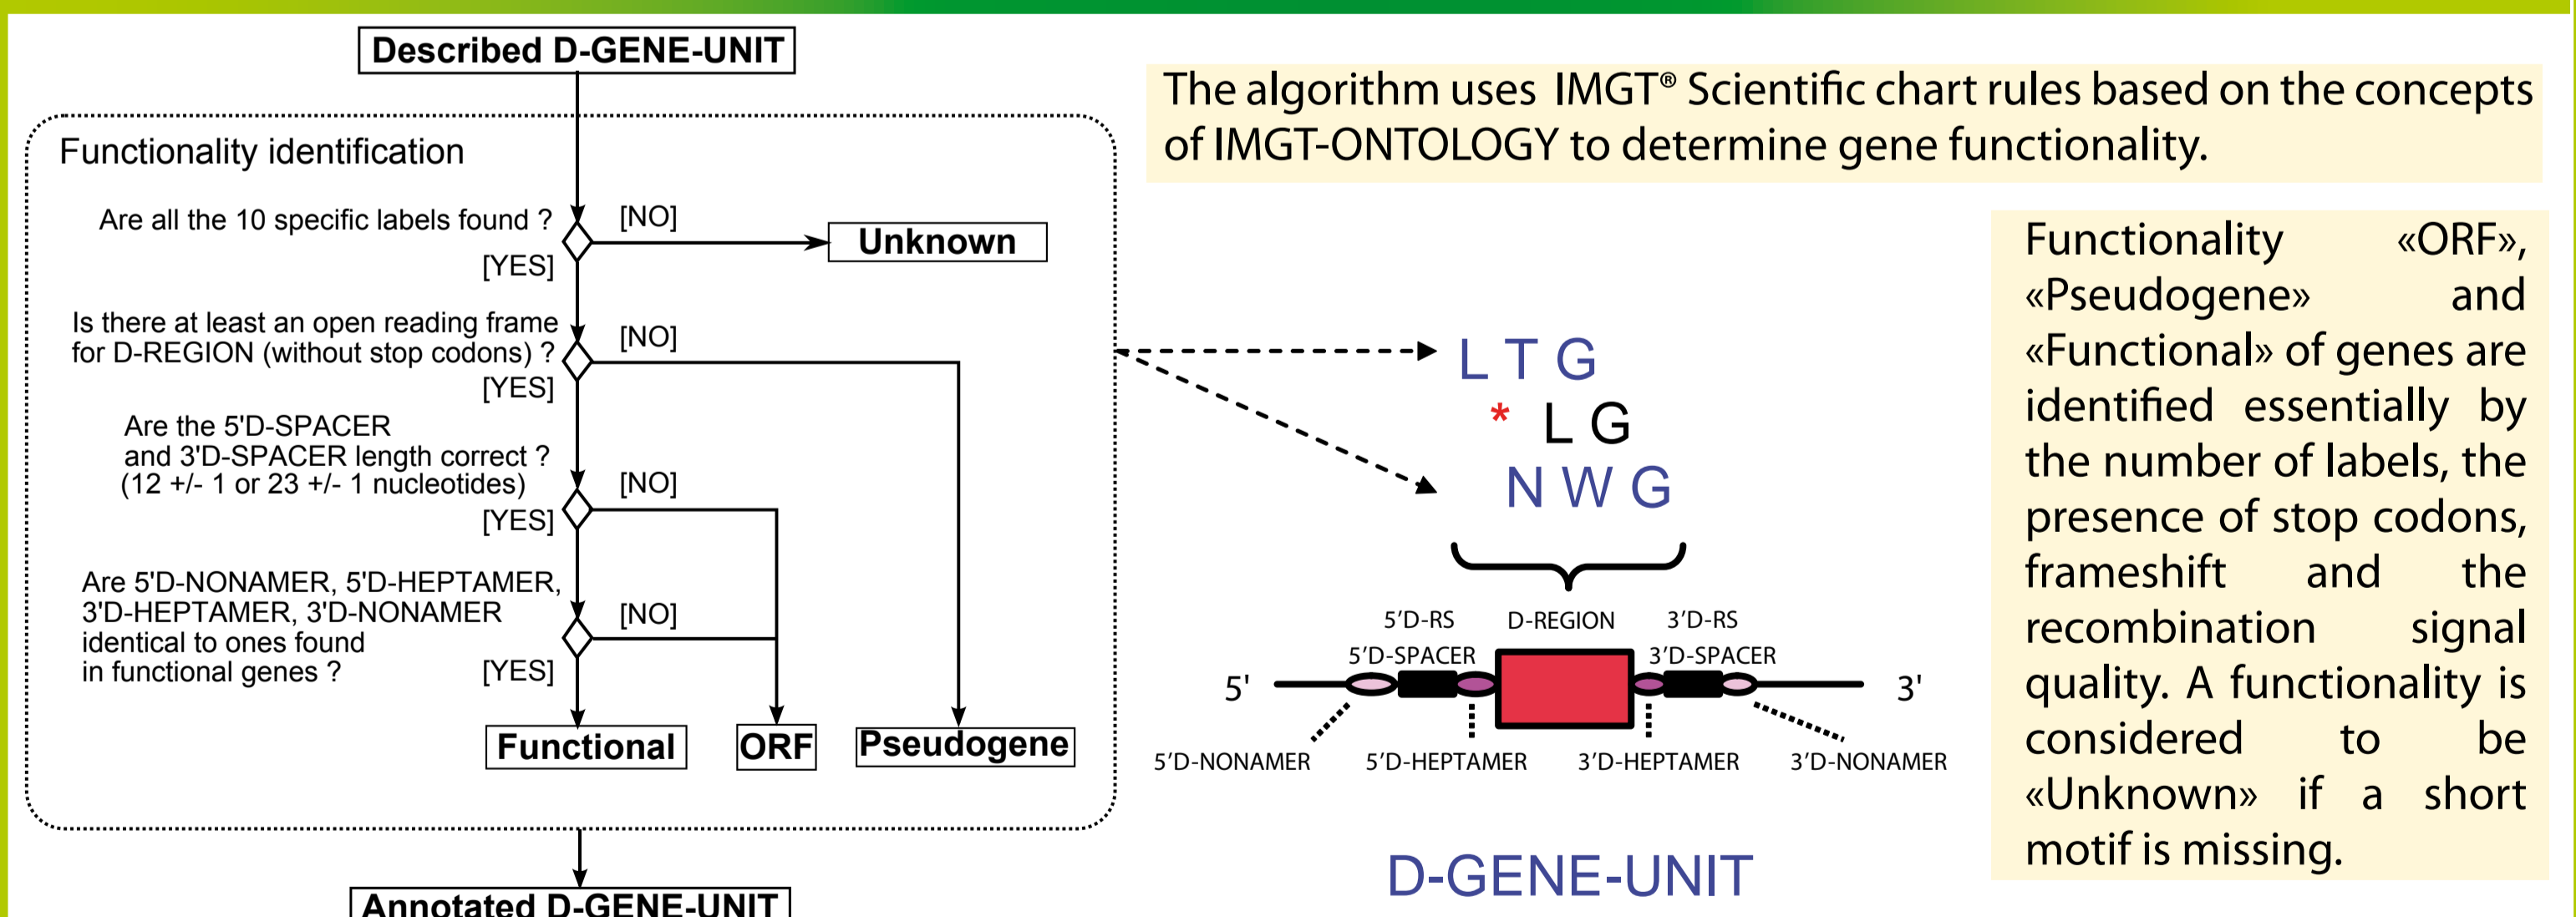 Described D-GENE-UNIT
Functionality identification
Are all the 10 specific labels found ?
[NO]
Unknown
[YES]
Is there at least an open reading frame
for D-REGION (without stop codons) ?
[NO]
[YES]
Are the 5'D-SPACER
and 3'D-SPACER length correct ?
(12 +/- 1 or 23 +/- 1 nucleotides)
[NO]
[YES]
Are 5'D-NONAMER, 5'D-HEPTAMER,
3'D-HEPTAMER, 3'D-NONAMER
identical to ones found
in functional genes ?
[NO]
[YES]
Functional
ORF
Pseudogene
Annotated D-GENE-UNIT
The algorithm uses IMGT® Scientific chart rules based on the concepts
of IMGT-ONTOLOGY to determine gene functionality.
L T G
* L G
N W G
5'D-RS
D-REGION
3'D-RS
5'D-SPACER
3'D-SPACER
5'
3'
5'D-NONAMER
5'D-HEPTAMER
3'D-HEPTAMER
3'D-NONAMER
D-GENE-UNIT
Functionality «ORF»,
«Pseudogene» and
«Functional» of genes are
identified essentially by
the number of labels, the
presence of stop codons,
frameshift and the
recombination signal
quality. A functionality is
considered to be
«Unknown» if a short
motif is missing.